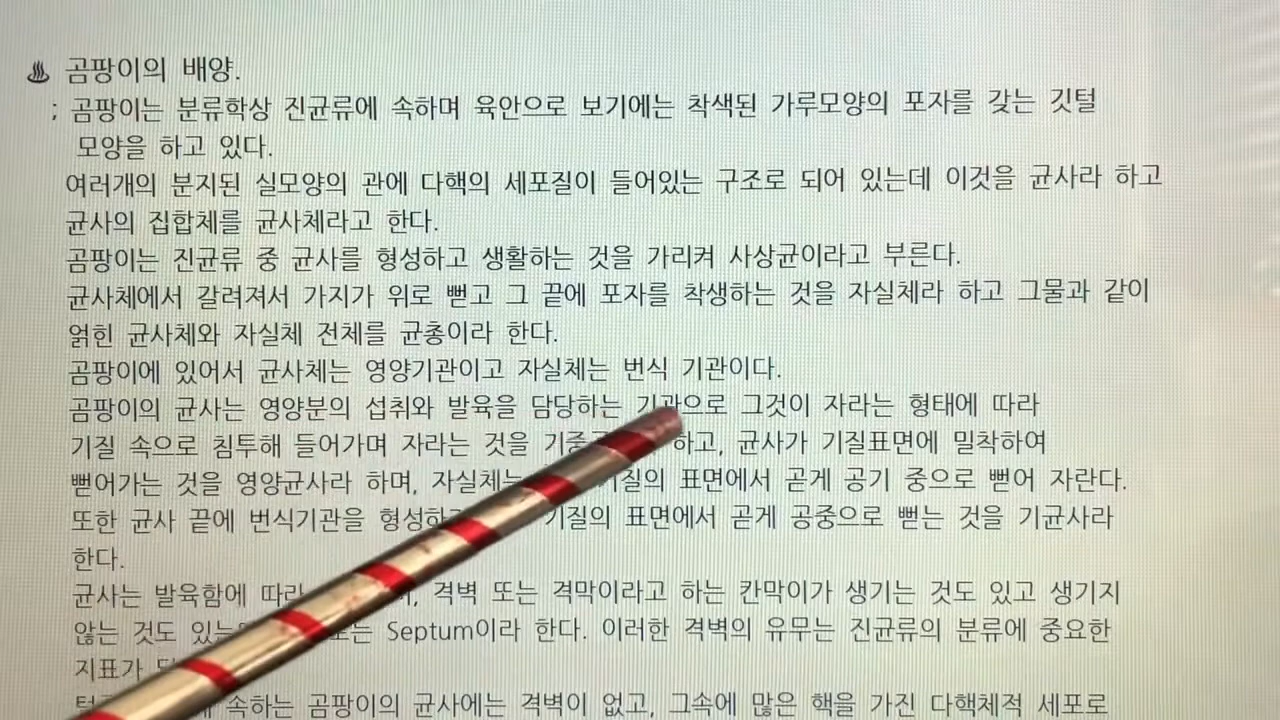 ♨ 곰팡이의 배양.
; 곰팡이는 분류학상 진균류에 속하며 육안으로 보기에는 착색된 가루모양의 포자를 갖는 깃털
모양을 하고 있다.
여러개의 분지된 실모양의 관에 다핵의 세포질이 들어있는 구조로 되어 있는데 이것을 균사라 하고
균사의 집합체를 균사체라고 한다.
곰팡이는 진균류 중 균사를 형성하고 생활하는 것을 가리켜 사상균이라고 부른다.
균사체에서 갈려져서 가지가 위로 뻗고 그 끝에 포자를 착생하는 것을 자실체라 하고 그물과 같이
얽힌 균사체와 자실체 전체를 균총이라 한다.
곰팡이에 있어서 균사체는 영양기관이고 자실체는 번식 기관이다.
곰팡이의 균사는 영양분의 섭취와 발육을 담당하는 기관으로 그것이 자라는 형태에 따라
기질 속으로 침투해 들어가며 자라는 것을 하고, 균사가 기질표면에 밀착하여
뻗어가는 것을 영양균사라 하며, 자실체는 기질의 표면에서 곧게 공기 중으로 뻗어 자란다.
또한 균사 끝에 번식기관을 기질의 표면에서 곧게 공중으로 뻗는 것을 기균사라
한다.
균사는 발육함에 따라 격벽 또는 격막이라고 하는 칸막이가 생기는 것도 있고 생기지
않는 것도 Septum이라 한다. 이러한 격벽의 유무는 진균류의 분류에 중요한
지표가
속하는 곰팡이의 균사에는 격벽이 없고, 그속에 많은 핵을 가진 다핵체적 세포로